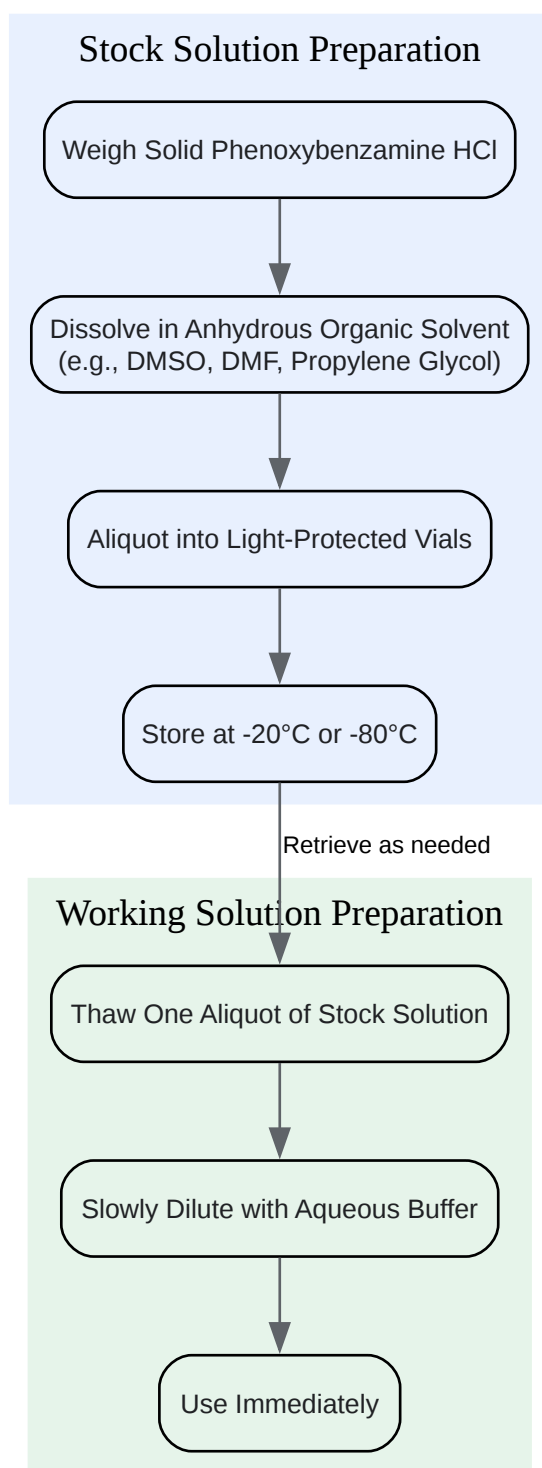 Stock Solution Preparation
Weigh Solid Phenoxybenzamine HCl
Dissolve in Anhydrous Organic Solvent
(e.g., DMSO, DMF, Propylene Glycol)
Aliquot into Light-Protected Vials
Store at -20°C or -80°C
Retrieve as needed
Working Solution Preparation
Thaw One Aliquot of Stock Solution
Slowly Dilute with Aqueous Buffer
Use Immediately